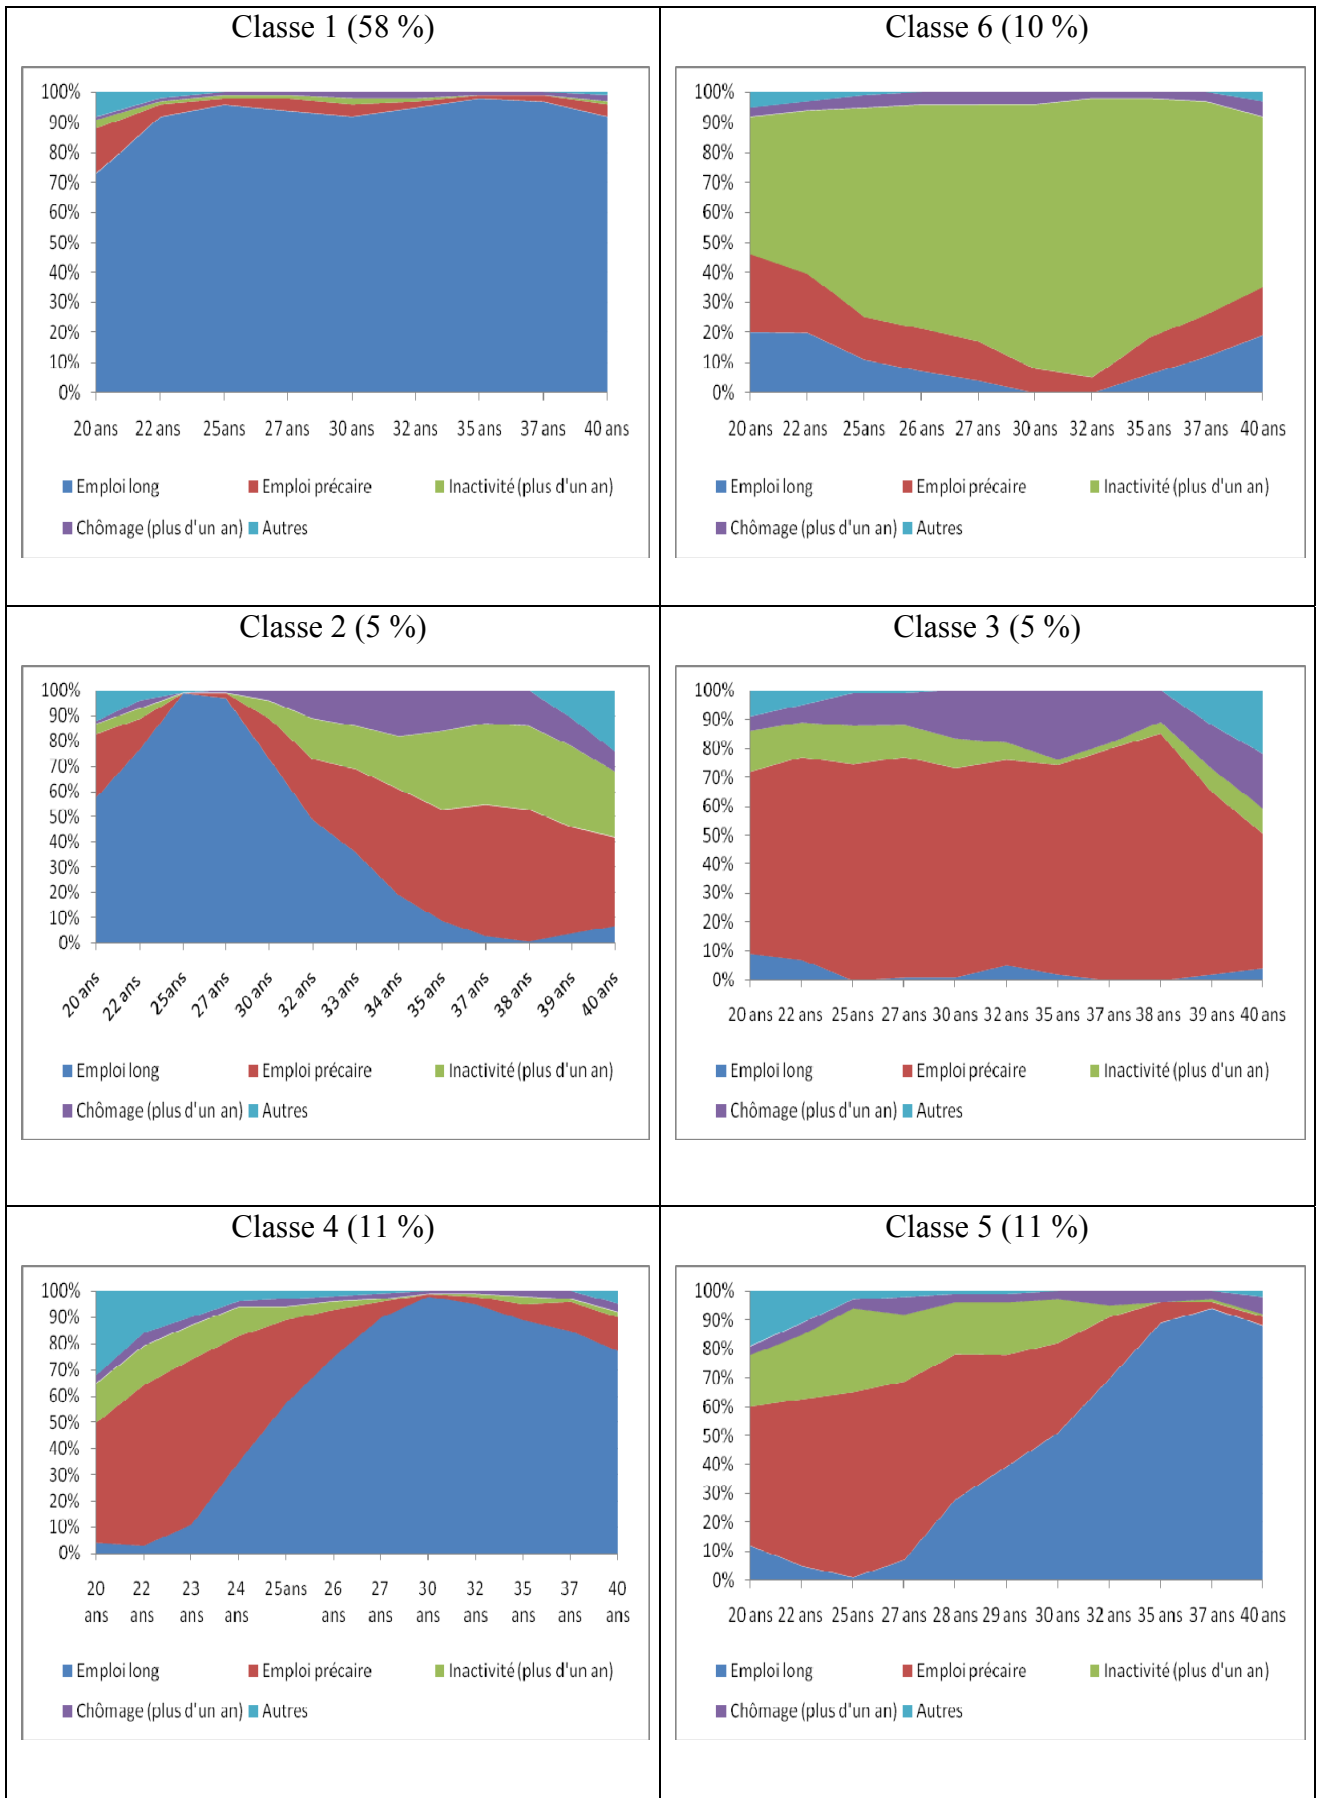 Classe 1 (58 %)
100%
90%
80%
70%
60%
50%
40%
30%
20%
10%
0%
20 ans 22 ans 25ans 27 ans 30 ans 32 ans 35 ans 37 ans 40 ans
Emploi long Emploi précaire Inactivité (plus d'un an)
Chômage (plus d'un an) Autres
Classe 6 (10 %)
100%
90%
80%
70%
60%
50%
40%
30%
20%
10%
0%
20 ans 22 ans 25ans 26 ans 27 ans 30 ans 32 ans 35 ans 37 ans 40 ans
Emploi long Emploi précaire Inactivité (plus d'un an)
Chômage (plus d'un an) Autres
Classe 2 (5 %)
100%
90%
80%
70%
60%
50%
40%
30%
20%
10%
0%
20 ans 22 ans 25ans 27 ans 30 ans 32 ans 33 ans 34 ans 35 ans 37 ans 38 ans 39 ans 40 ans
Emploi long Emploi précaire Inactivité (plus d'un an)
Chômage (plus d'un an) Autres
Classe 3 (5 %)
100%
90%
80%
70%
60%
50%
40%
30%
20%
10%
0%
20 ans 22 ans 25ans 27 ans 30 ans 32 ans 35 ans 37 ans 38 ans 39 ans 40 ans
Emploi long Emploi précaire Inactivité (plus d'un an)
Chômage (plus d'un an) Autres
Classe 4 (11 %)
100%
90%
80%
70%
60%
50%
40%
30%
20%
10%
0%
20 22 23 24 25ans 26 27 30 32 35 37 40
ans ans ans ans ans ans ans ans ans ans ans
Emploi long Emploi précaire Inactivité (plus d'un an)
Chômage (plus d'un an) Autres
Classe 5 (11 %)
100%
90%
80%
70%
60%
50%
40%
30%
20%
10%
0%
20 ans 22 ans 25ans 27 ans 28 ans 29 ans 30 ans 32 ans 35 ans 37 ans 40 ans
Emploi long Emploi précaire Inactivité (plus d'un an)
Chômage (plus d'un an) Autres